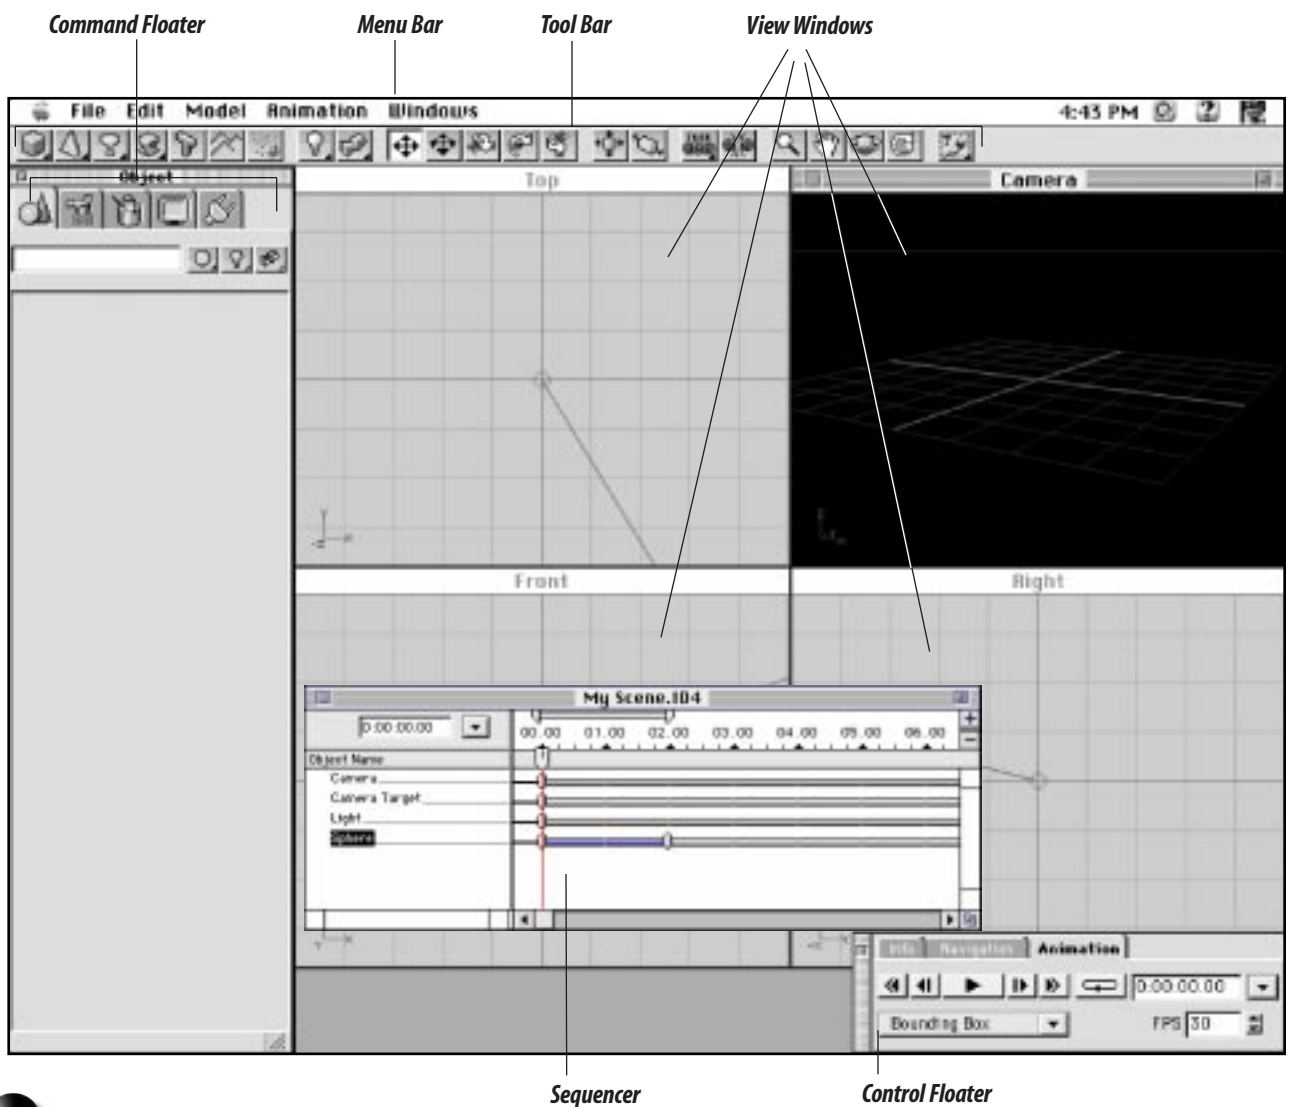 Command Floater Menu Bar Tool Bar View Windows
File Edit Model Animation Windows 4:43 PM
Object
Top
Camera
Front
Right
My Scene.ID4
0:00:00.00
00.00 01.00 02.00 03.00 04.00 05.00 06.00
Object Name
Camera
Camera Target
Light
Sphere
Info Navigation Animation
0:00:00.00
Bounding Box FPS 30
Sequencer Control Floater